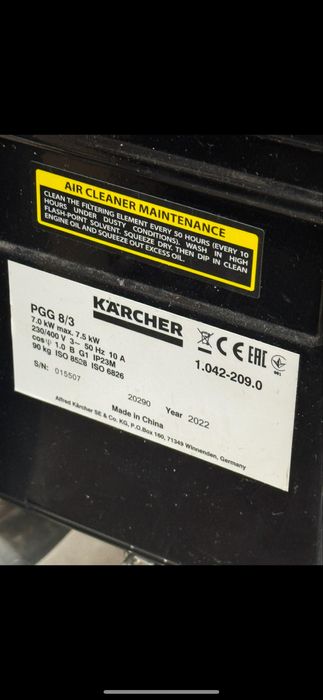 AIR CLEANER MAINTENANCE
CLEAN THE FILTERING ELEMENT EVERY 50 HOURS (EVERY 10
HOURS UNDER DUSTY CONDITIONS). WASH IN HIGH
FLASH-POINT SOLVENT. SQUEEZE DRY. THEN DIP IN CLEAN
ENGINE OIL AND SQUEEZE OUT EXCESS OIL.
KÄRCHER
PGG 8/3
7.0 kW max. 7.5 kW
230/400 V 3~ 50 Hz 10 A
cos φ 1.0 B G1 IP23M
90 kg ISO 8528 ISO 6826
CE EAC
1.042-209.0
S/N: 015507
20290 Year 2022
Made in China
Alfred Kärcher SE & Co. KG, P.O.Box 160, 71349 Winnenden, Germany